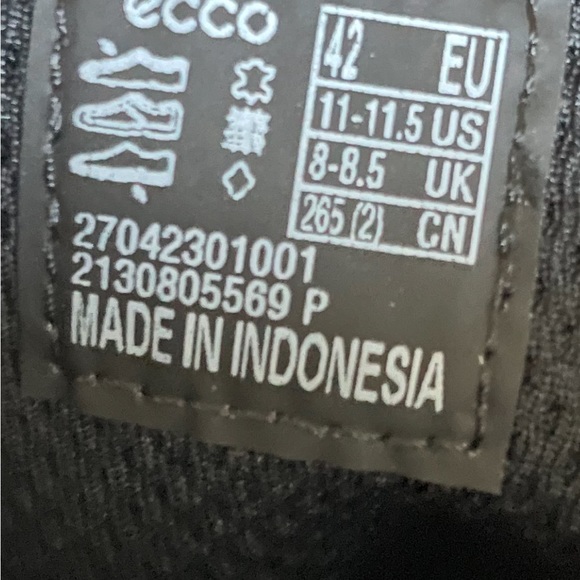 ecco
42 EU
11-11.5 US
8-8.5 UK
265 (2) CN
27042301001
2130805569 P
MADE IN INDONESIA